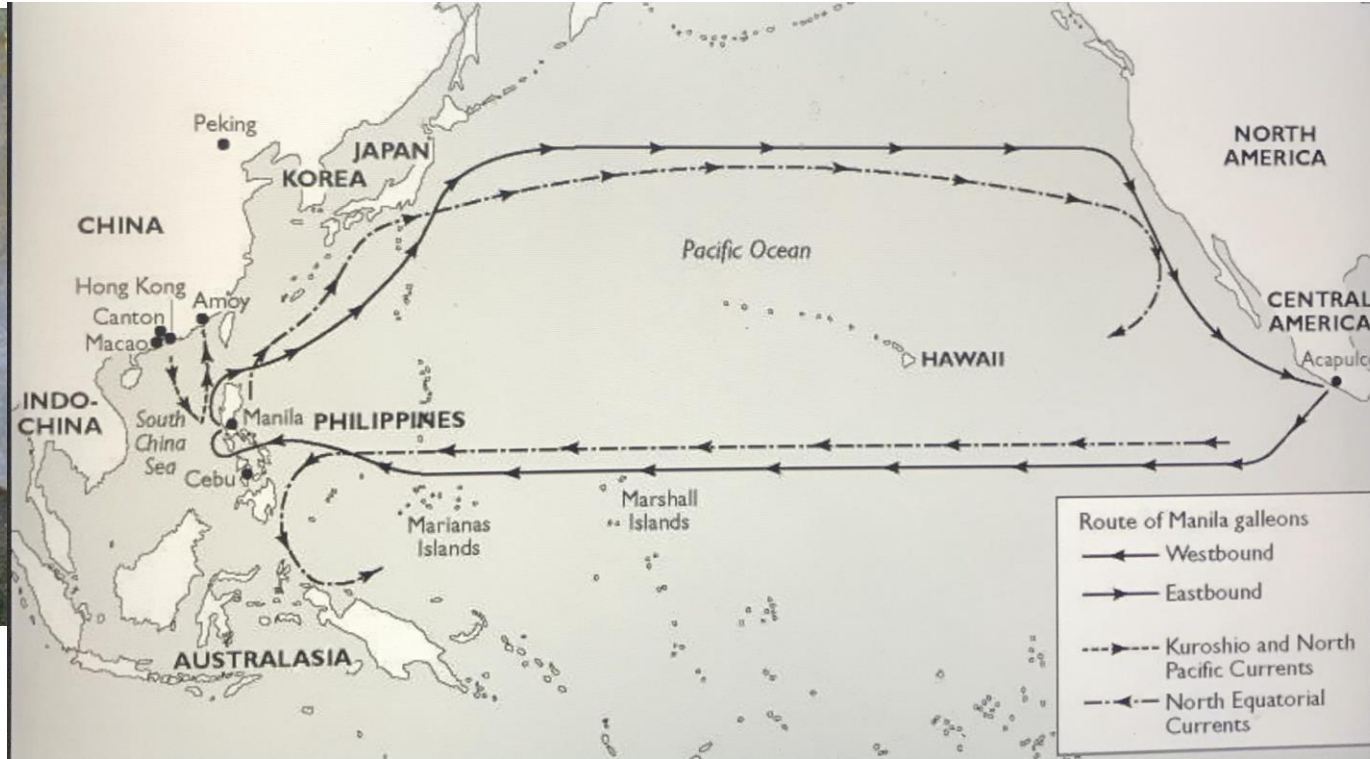 Peking
JAPAN
KOREA
CHINA
Hong Kong
Amoy
Canton
Macao
INDO-
CHINA
South
China
Sea
Manila
PHILIPPINES
Cebu
Pacific Ocean
HAWAII
NORTH
AMERICA
CENTRAL
AMERICA
Acapulco
Marianas
Islands
Marshall
Islands
AUSTRALASIA
Route of Manila galleons
Westbound
Eastbound
Kuroshio and North
Pacific Currents
North Equatorial
Currents